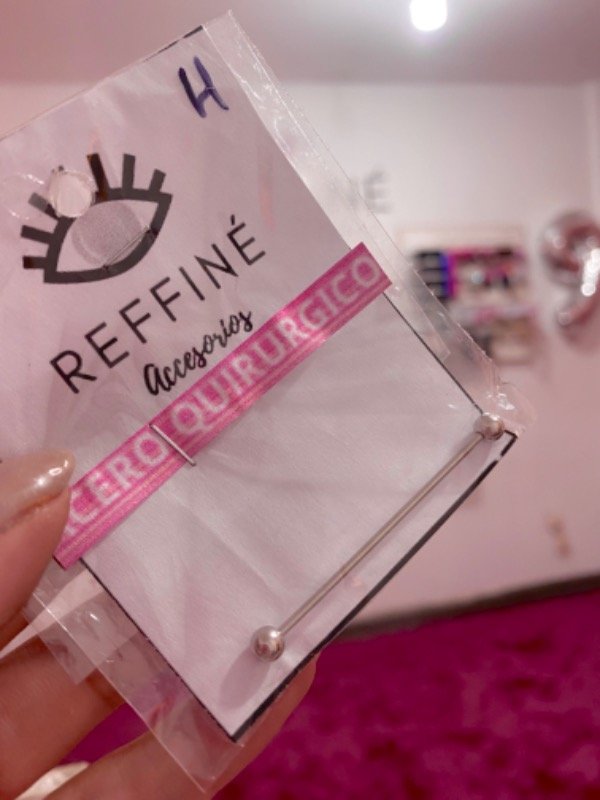 H
REFFINÉ
Accesorios
ACERO QUIRURGICO